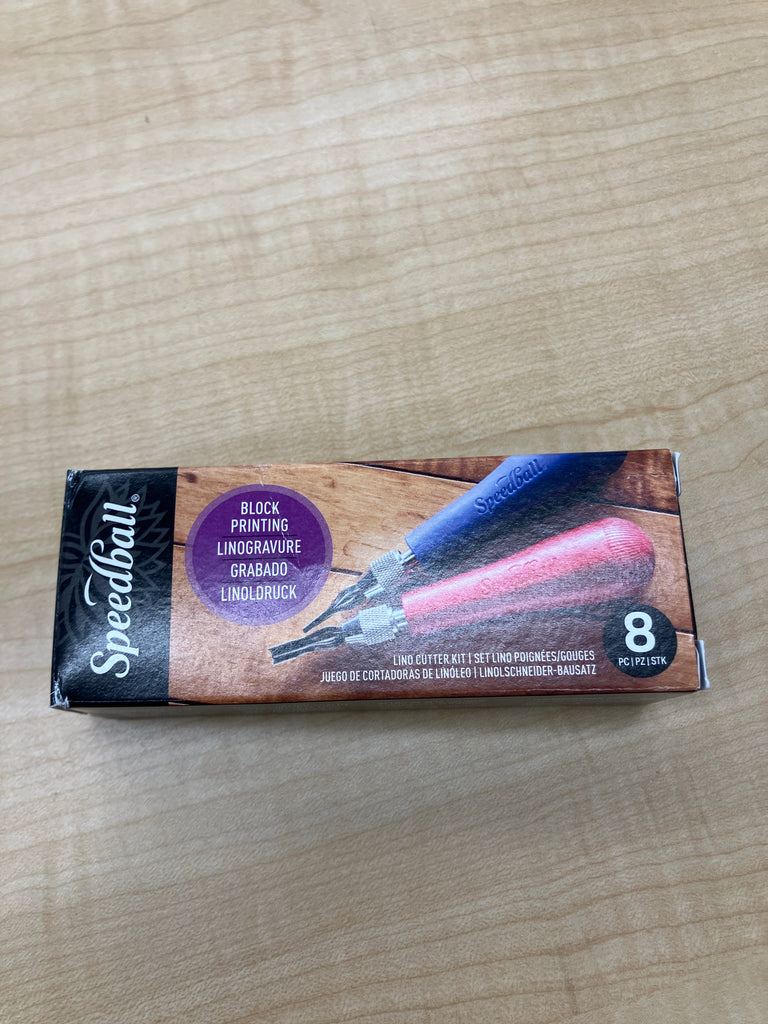 Speedball®
BLOCK
PRINTING
LINOGRAVURE
GRABADO
LINOLDRUCK
Speedball
Speedball
LINO CUTTER KIT | SET LINO POIGNÉES/GOUGES
JUEGO DE CORTADORAS DE LINÓLEO | LINOLSCHNEIDER-BAUSATZ
8
PC | PZ | STK